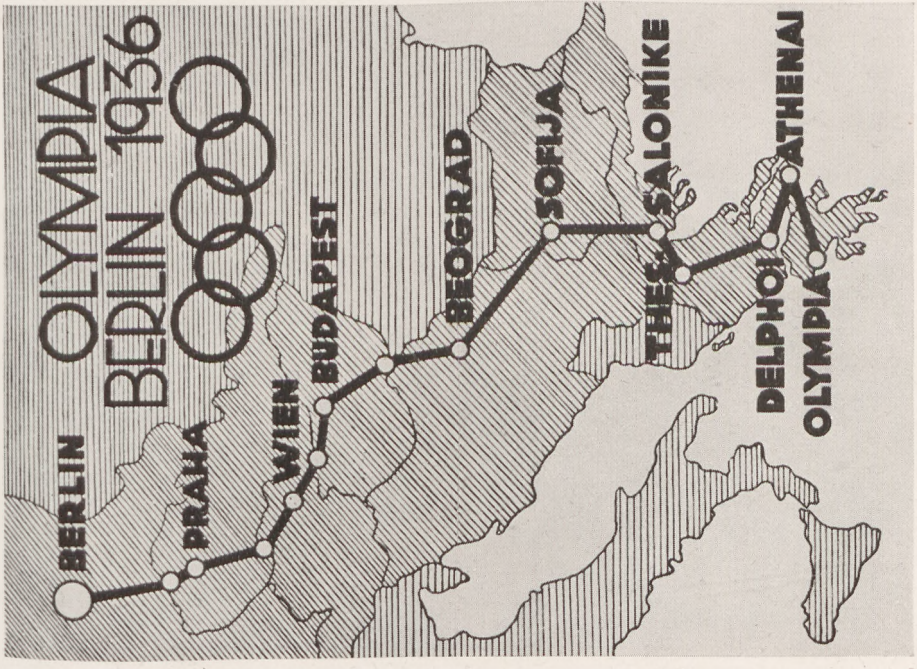 OLYMPIA
BERLIN 1936
BERLIN
PRAHA
WIEN
BUDAPEST
BEOGRAD
SOFIJA
THES-SALONIKE
DELPHOI
ATHENAI
OLYMPIA